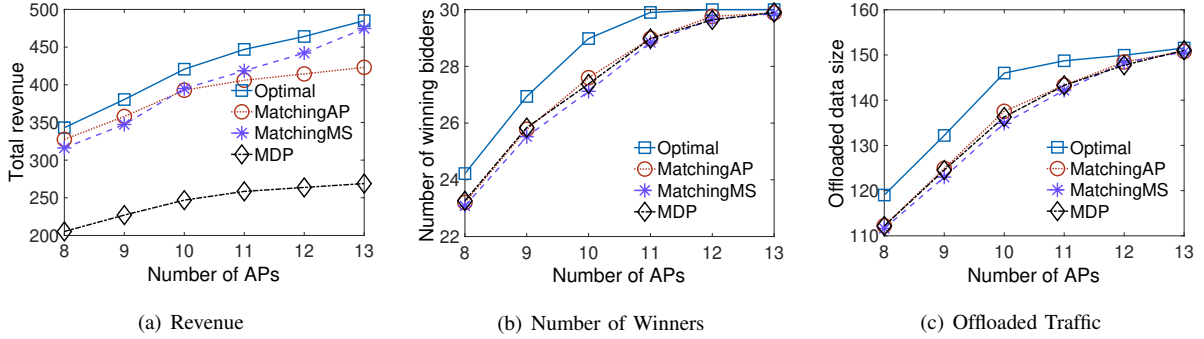 500
450
400
350
300
250
200
Total revenue
Optimal
MatchingAP
MatchingMS
MDP
8 9 10 11 12 13
Number of APs
(a) Revenue
30
28
26
24
22
Number of winning bidders
Optimal
MatchingAP
MatchingMS
MDP
8 9 10 11 12 13
Number of APs
(b) Number of Winners
160
150
140
130
120
110
Offloaded data size
Optimal
MatchingAP
MatchingMS
MDP
8 9 10 11 12 13
Number of APs
(c) Offloaded Traffic